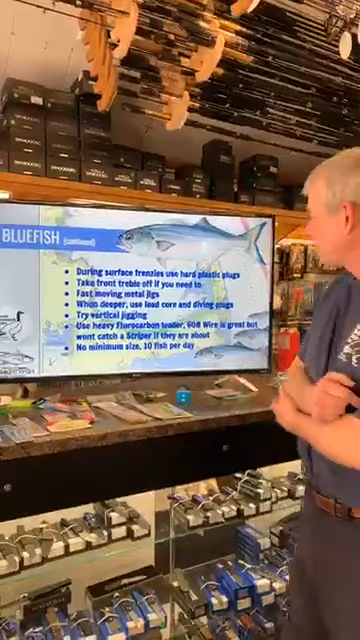 BLUEFISH (continued)
During surface frenzies use hard plastic plugs
Take front treble off if you need to
Fast moving metal jigs
When deeper, use lead core and diving plugs
Try vertical jigging
Use heavy Flurocarbon leader, 60# Wire is great but
wont catch a Striper if they are about
No minimum size, 10 fish per day